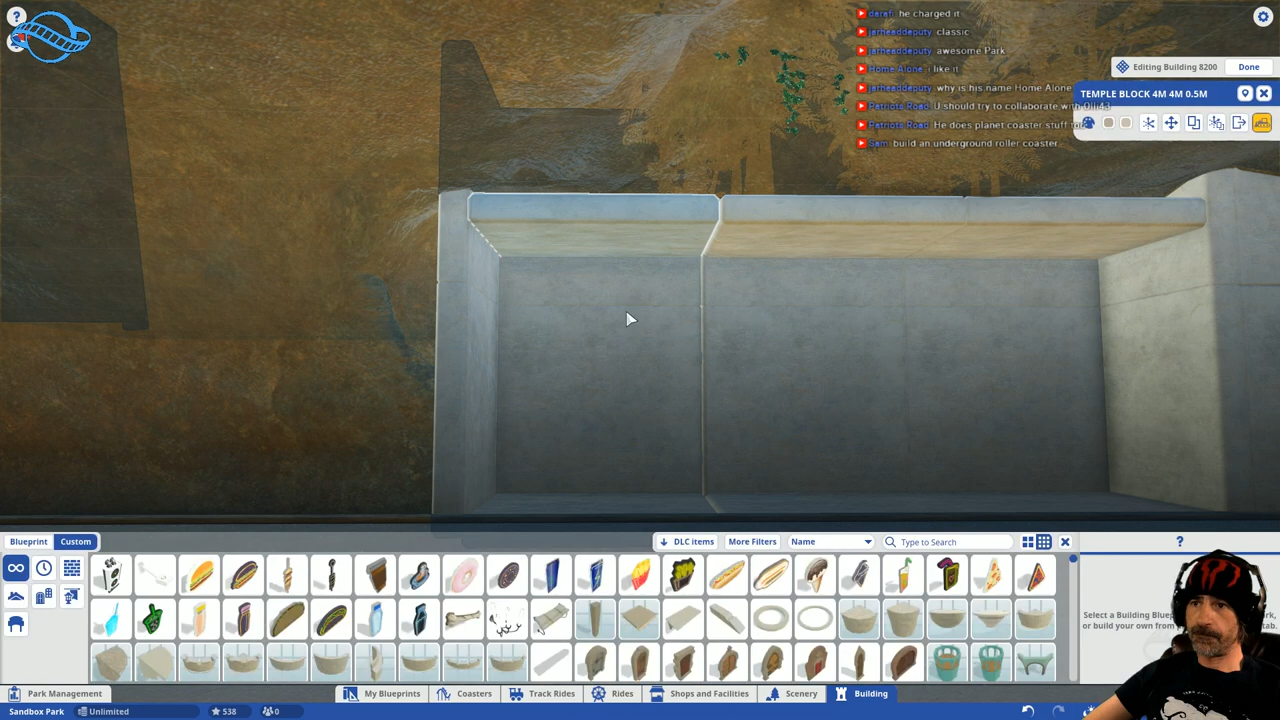 darafi he charged it
jarheaddeputy classic
jarheaddeputy awesome Park
Home Alone i like it
jarheaddeputy why is his name Home Alone
Patriots Road U should try to collaborate with
Patriots Road He does planet coaster stuff
Sam build an underground roller coaster
Editing Building 8200 Done
TEMPLE BLOCK 4M 4M 0.5M
Blueprint Custom
DLC items More Filters Name Type to Search
?
Select a Building
or build your own from
Park Management My Blueprints Coasters Track Rides Rides Shops and Facilities Scenery Building
Sandbox Park Unlimited 538 0